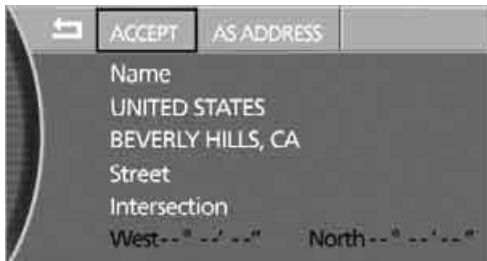 ACCEPT AS ADDRESS
Name
UNITED STATES
BEVERLY HILLS, CA
Street
Intersection
West--° --' --" North--° --' --"